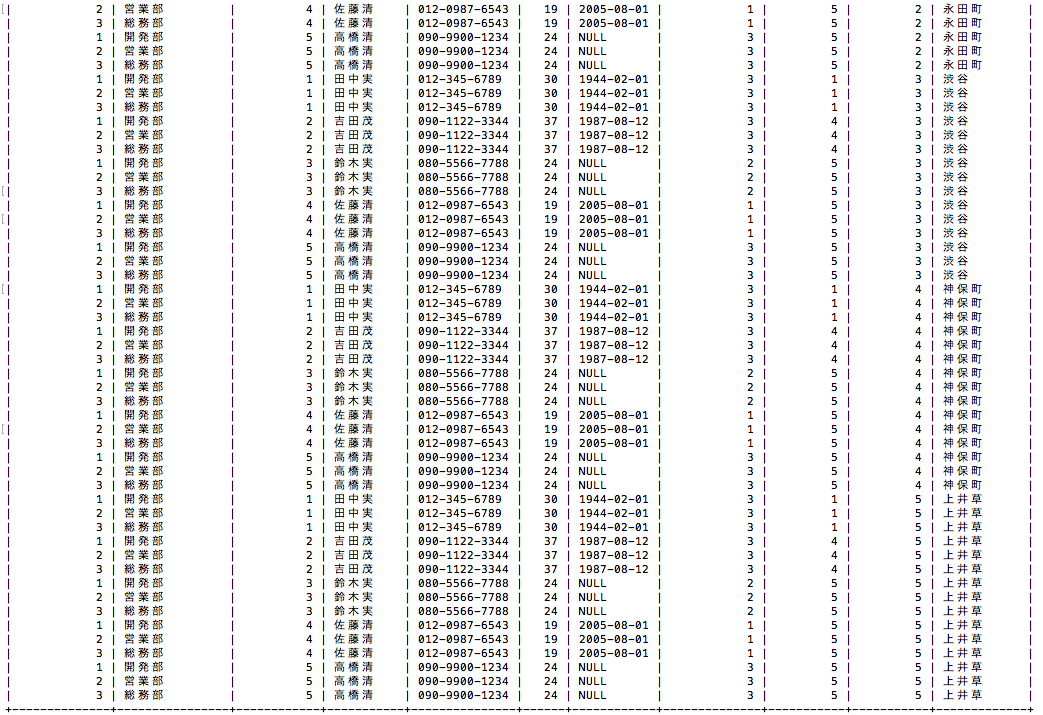 | 2 | 営業部 | 4 | 佐藤清 | 012-0987-6543 | 19 | 2005-08-01 | 1 | 5 | 2 | 永田町 |
| 3 | 総務部 | 4 | 佐藤清 | 012-0987-6543 | 19 | 2005-08-01 | 1 | 5 | 2 | 永田町 |
| 1 | 開発部 | 5 | 高橋清 | 090-9900-1234 | 24 | NULL | 3 | 5 | 2 | 永田町 |
| 2 | 営業部 | 5 | 高橋清 | 090-9900-1234 | 24 | NULL | 3 | 5 | 2 | 永田町 |
| 3 | 総務部 | 5 | 高橋清 | 090-9900-1234 | 24 | NULL | 3 | 5 | 2 | 永田町 |
| 1 | 開発部 | 1 | 田中実 | 012-345-6789 | 30 | 1944-02-01 | 3 | 1 | 3 | 渋谷 |
| 2 | 営業部 | 1 | 田中実 | 012-345-6789 | 30 | 1944-02-01 | 3 | 1 | 3 | 渋谷 |
| 3 | 総務部 | 1 | 田中実 | 012-345-6789 | 30 | 1944-02-01 | 3 | 1 | 3 | 渋谷 |
| 1 | 開発部 | 2 | 吉田茂 | 090-1122-3344 | 37 | 1987-08-12 | 3 | 4 | 3 | 渋谷 |
| 2 | 営業部 | 2 | 吉田茂 | 090-1122-3344 | 37 | 1987-08-12 | 3 | 4 | 3 | 渋谷 |
| 3 | 総務部 | 2 | 吉田茂 | 090-1122-3344 | 37 | 1987-08-12 | 3 | 4 | 3 | 渋谷 |
| 1 | 開発部 | 3 | 鈴木実 | 080-5566-7788 | 24 | NULL | 2 | 5 | 3 | 渋谷 |
| 2 | 営業部 | 3 | 鈴木実 | 080-5566-7788 | 24 | NULL | 2 | 5 | 3 | 渋谷 |
| 3 | 総務部 | 3 | 鈴木実 | 080-5566-7788 | 24 | NULL | 2 | 5 | 3 | 渋谷 |
| 1 | 開発部 | 4 | 佐藤清 | 012-0987-6543 | 19 | 2005-08-01 | 1 | 5 | 3 | 渋谷 |
| 2 | 営業部 | 4 | 佐藤清 | 012-0987-6543 | 19 | 2005-08-01 | 1 | 5 | 3 | 渋谷 |
| 3 | 総務部 | 4 | 佐藤清 | 012-0987-6543 | 19 | 2005-08-01 | 1 | 5 | 3 | 渋谷 |
| 1 | 開発部 | 5 | 高橋清 | 090-9900-1234 | 24 | NULL | 3 | 5 | 3 | 渋谷 |
| 2 | 営業部 | 5 | 高橋清 | 090-9900-1234 | 24 | NULL | 3 | 5 | 3 | 渋谷 |
| 3 | 総務部 | 5 | 高橋清 | 090-9900-1234 | 24 | NULL | 3 | 5 | 3 | 渋谷 |
| 1 | 開発部 | 1 | 田中実 | 012-345-6789 | 30 | 1944-02-01 | 3 | 1 | 4 | 神保町 |
| 2 | 営業部 | 1 | 田中実 | 012-345-6789 | 30 | 1944-02-01 | 3 | 1 | 4 | 神保町 |
| 3 | 総務部 | 1 | 田中実 | 012-345-6789 | 30 | 1944-02-01 | 3 | 1 | 4 | 神保町 |
| 1 | 開発部 | 2 | 吉田茂 | 090-1122-3344 | 37 | 1987-08-12 | 3 | 4 | 4 | 神保町 |
| 2 | 営業部 | 2 | 吉田茂 | 090-1122-3344 | 37 | 1987-08-12 | 3 | 4 | 4 | 神保町 |
| 3 | 総務部 | 2 | 吉田茂 | 090-1122-3344 | 37 | 1987-08-12 | 3 | 4 | 4 | 神保町 |
| 1 | 開発部 | 3 | 鈴木実 | 080-5566-7788 | 24 | NULL | 2 | 5 | 4 | 神保町 |
| 2 | 営業部 | 3 | 鈴木実 | 080-5566-7788 | 24 | NULL | 2 | 5 | 4 | 神保町 |
| 3 | 総務部 | 3 | 鈴木実 | 080-5566-7788 | 24 | NULL | 2 | 5 | 4 | 神保町 |
| 1 | 開発部 | 4 | 佐藤清 | 012-0987-6543 | 19 | 2005-08-01 | 1 | 5 | 4 | 神保町 |
| 2 | 営業部 | 4 | 佐藤清 | 012-0987-6543 | 19 | 2005-08-01 | 1 | 5 | 4 | 神保町 |
| 3 | 総務部 | 4 | 佐藤清 | 012-0987-6543 | 19 | 2005-08-01 | 1 | 5 | 4 | 神保町 |
| 1 | 開発部 | 5 | 高橋清 | 090-9900-1234 | 24 | NULL | 3 | 5 | 4 | 神保町 |
| 2 | 営業部 | 5 | 高橋清 | 090-9900-1234 | 24 | NULL | 3 | 5 | 4 | 神保町 |
| 3 | 総務部 | 5 | 高橋清 | 090-9900-1234 | 24 | NULL | 3 | 5 | 4 | 神保町 |
| 1 | 開発部 | 1 | 田中実 | 012-345-6789 | 30 | 1944-02-01 | 3 | 1 | 5 | 上井草 |
| 2 | 営業部 | 1 | 田中実 | 012-345-6789 | 30 | 1944-02-01 | 3 | 1 | 5 | 上井草 |
| 3 | 総務部 | 1 | 田中実 | 012-345-6789 | 30 | 1944-02-01 | 3 | 1 | 5 | 上井草 |
| 1 | 開発部 | 2 | 吉田茂 | 090-1122-3344 | 37 | 1987-08-12 | 3 | 4 | 5 | 上井草 |
| 2 | 営業部 | 2 | 吉田茂 | 090-1122-3344 | 37 | 1987-08-12 | 3 | 4 | 5 | 上井草 |
| 3 | 総務部 | 2 | 吉田茂 | 090-1122-3344 | 37 | 1987-08-12 | 3 | 4 | 5 | 上井草 |
| 1 | 開発部 | 3 | 鈴木実 | 080-5566-7788 | 24 | NULL | 2 | 5 | 5 | 上井草 |
| 2 | 営業部 | 3 | 鈴木実 | 080-5566-7788 | 24 | NULL | 2 | 5 | 5 | 上井草 |
| 3 | 総務部 | 3 | 鈴木実 | 080-5566-7788 | 24 | NULL | 2 | 5 | 5 | 上井草 |
| 1 | 開発部 | 4 | 佐藤清 | 012-0987-6543 | 19 | 2005-08-01 | 1 | 5 | 5 | 上井草 |
| 2 | 営業部 | 4 | 佐藤清 | 012-0987-6543 | 19 | 2005-08-01 | 1 | 5 | 5 | 上井草 |
| 3 | 総務部 | 4 | 佐藤清 | 012-0987-6543 | 19 | 2005-08-01 | 1 | 5 | 5 | 上井草 |
| 1 | 開発部 | 5 | 高橋清 | 090-9900-1234 | 24 | NULL | 3 | 5 | 5 | 上井草 |
| 2 | 営業部 | 5 | 高橋清 | 090-9900-1234 | 24 | NULL | 3 | 5 | 5 | 上井草 |
| 3 | 総務部 | 5 | 高橋清 | 090-9900-1234 | 24 | NULL | 3 | 5 | 5 | 上井草 |